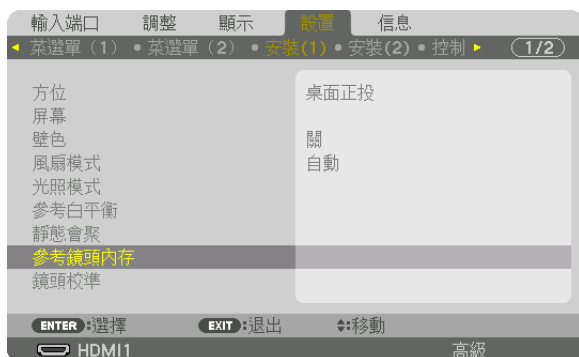 輸入端口 調整 顯示 設置 信息
◂ 菜選單（1） ● 菜選單（2） ● 安裝(1) ● 安裝(2) ● 控制 ▸ 1/2
方位 桌面正投
屏幕
壁色 關
風扇模式 自動
光照模式
參考白平衡
靜態會聚
參考鏡頭內存
鏡頭校準
ENTER:選擇 EXIT:退出 ♦:移動
HDMI1 高級